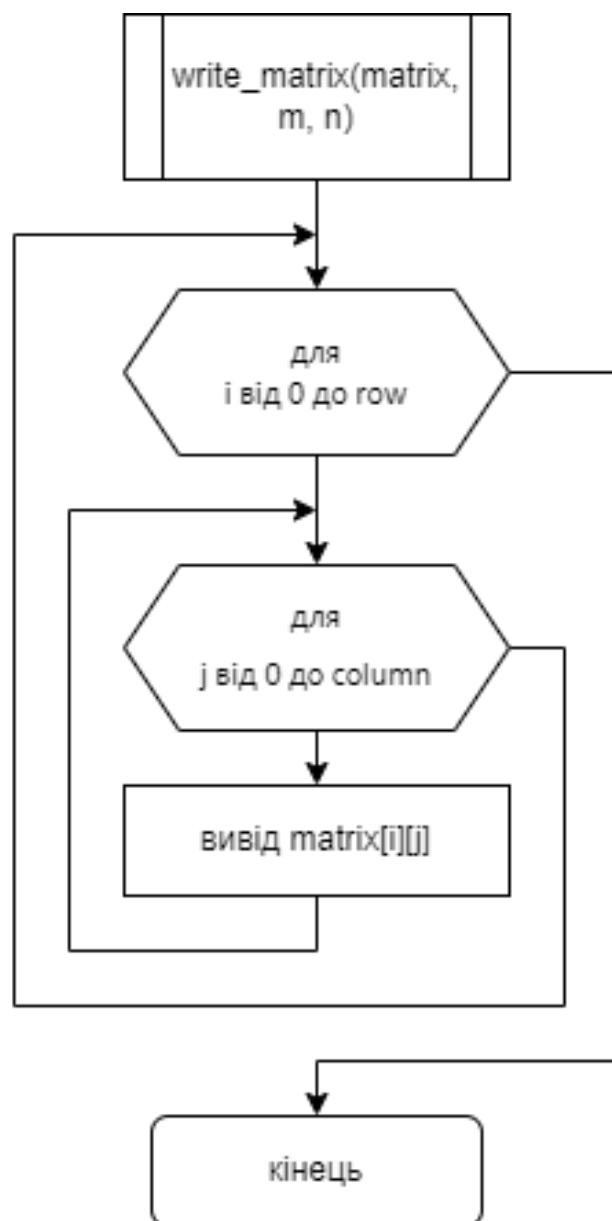 write_matrix(matrix,
m, n)
для
i від 0 до row
для
j від 0 до column
вивід matrix[i][j]
кінець